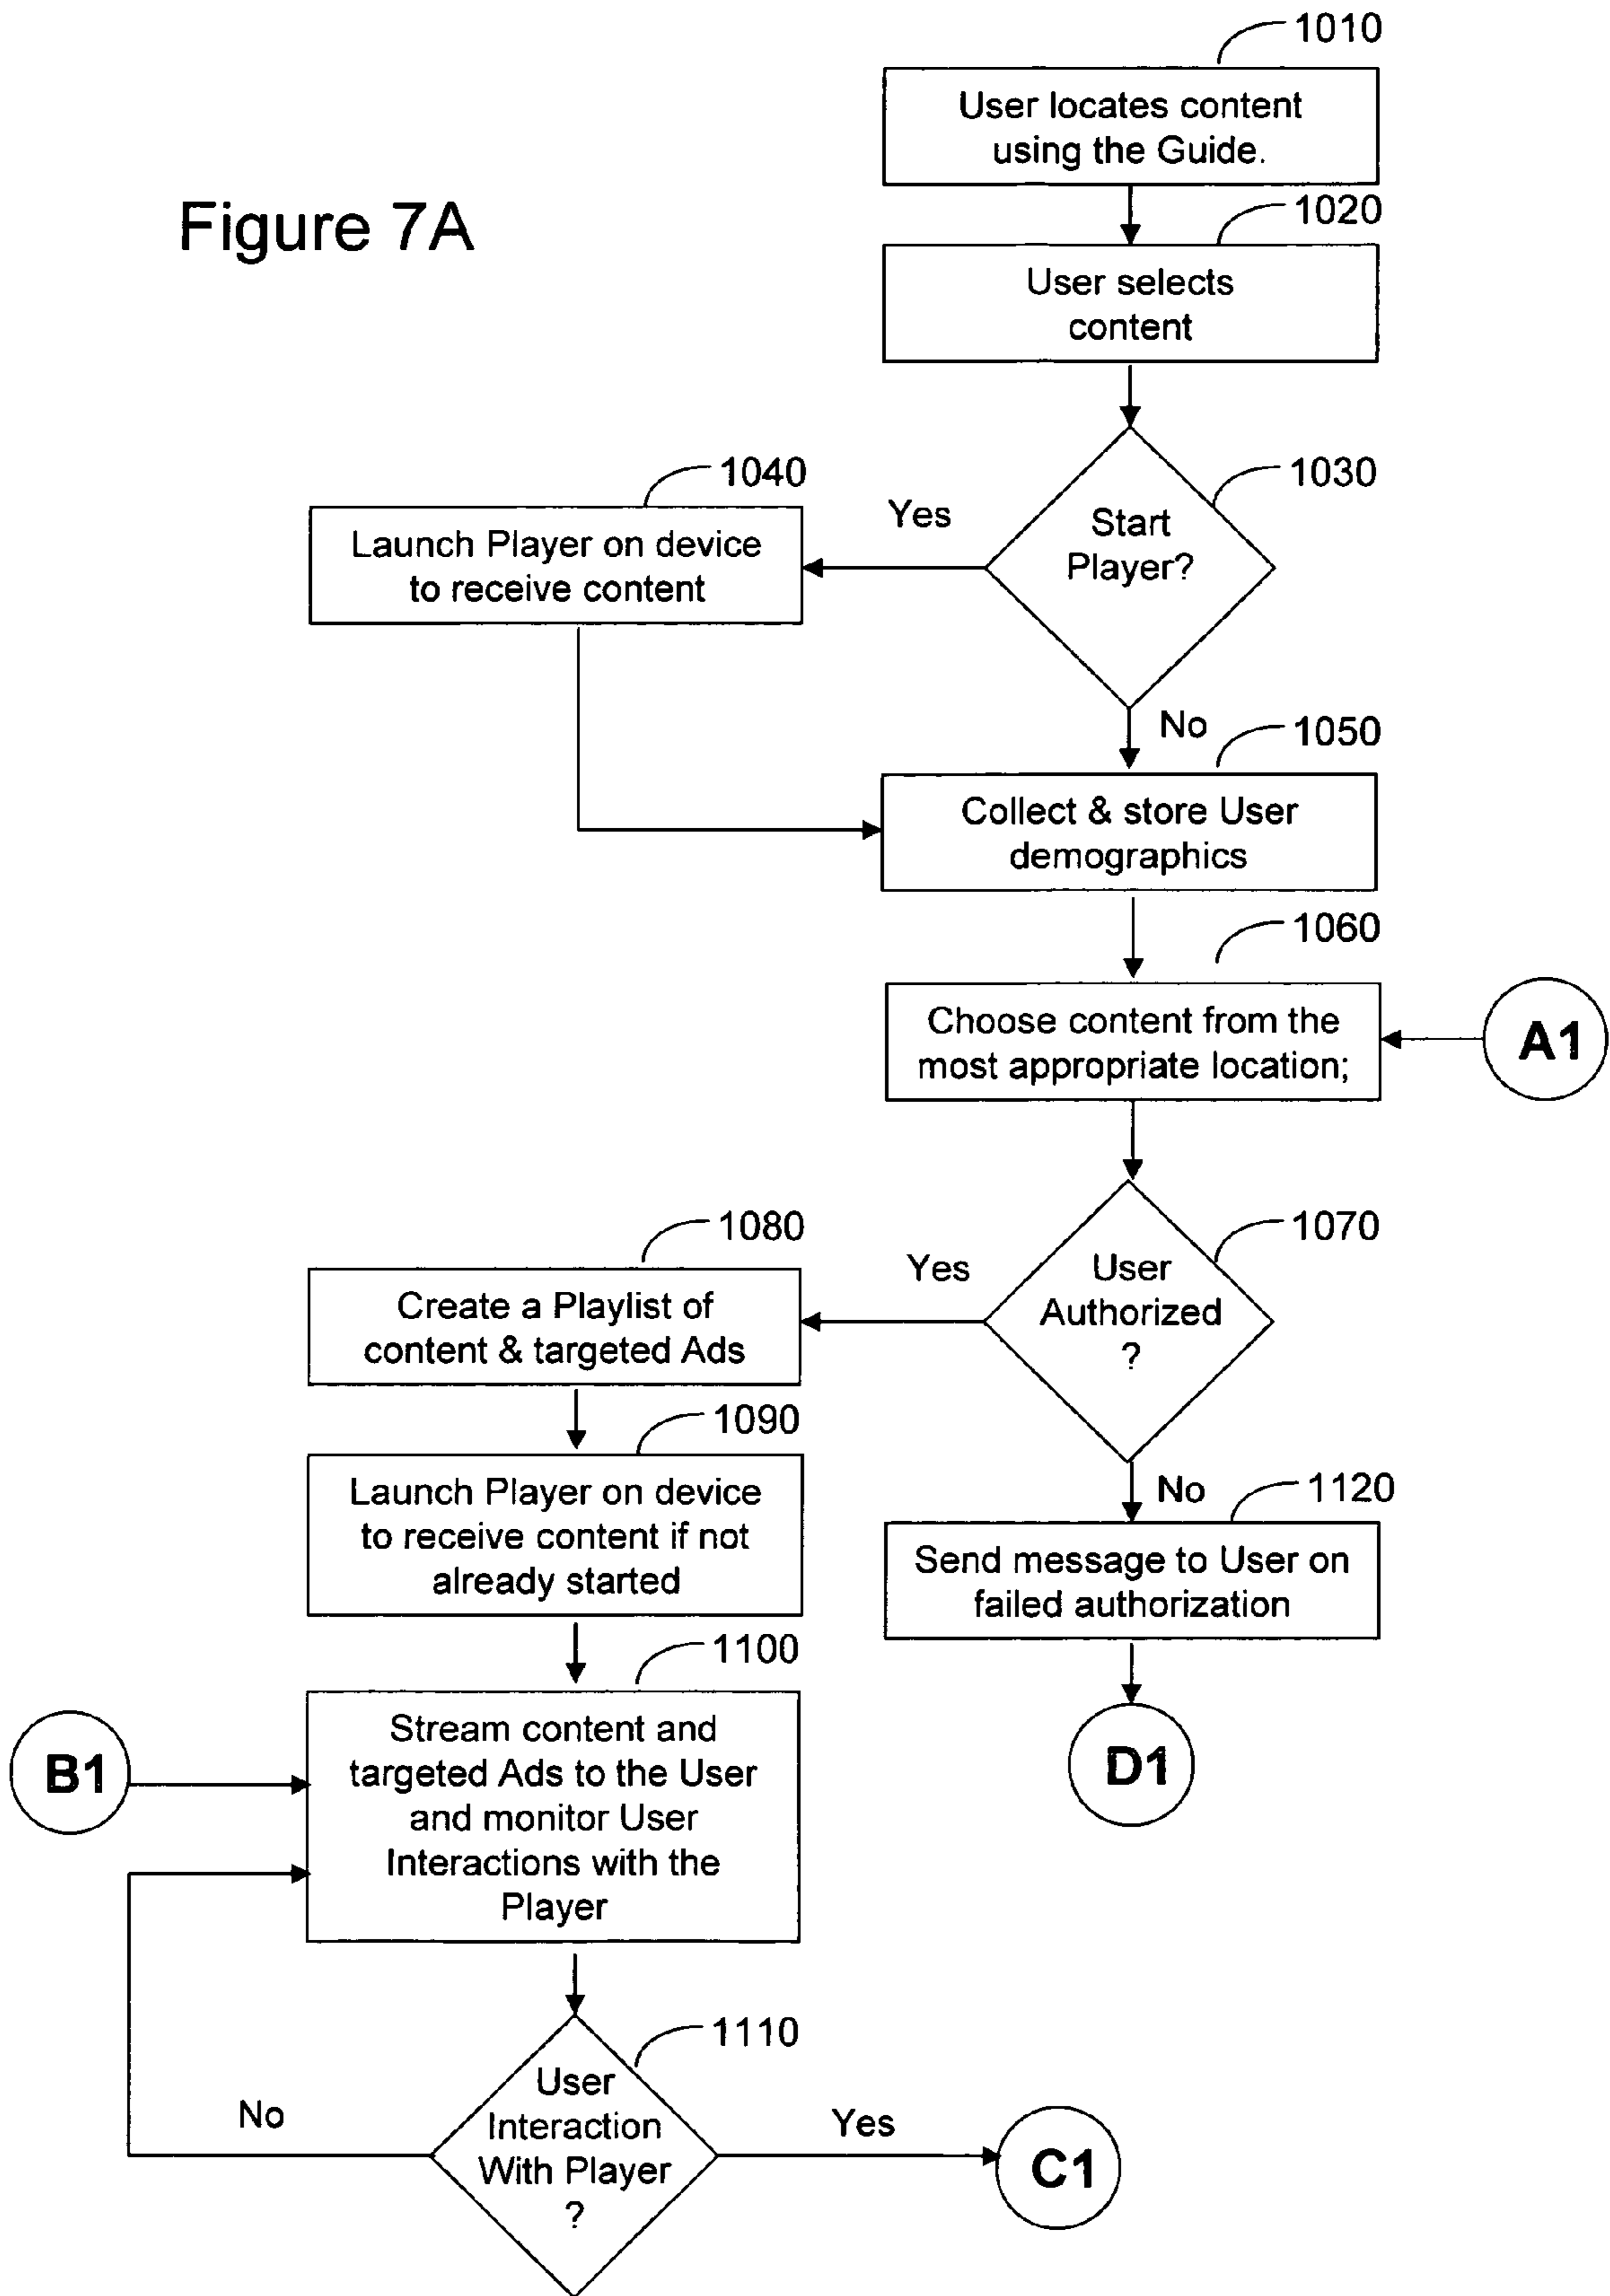 Figure 7A
1010
User locates content
using the Guide.
1020
User selects
content
1030
Start
Player?
Yes
1040
Launch Player on device
to receive content
No
1050
Collect & store User
demographics
1060
Choose content from the
most appropriate location;
A1
1070
User
Authorized
?
Yes
1080
Create a Playlist of
content & targeted Ads
1090
Launch Player on device
to receive content if not
already started
No
1120
Send message to User on
failed authorization
D1
1100
Stream content and
targeted Ads to the User
and monitor User
Interactions with the
Player
B1
1110
User
Interaction
With Player
?
No
Yes
C1